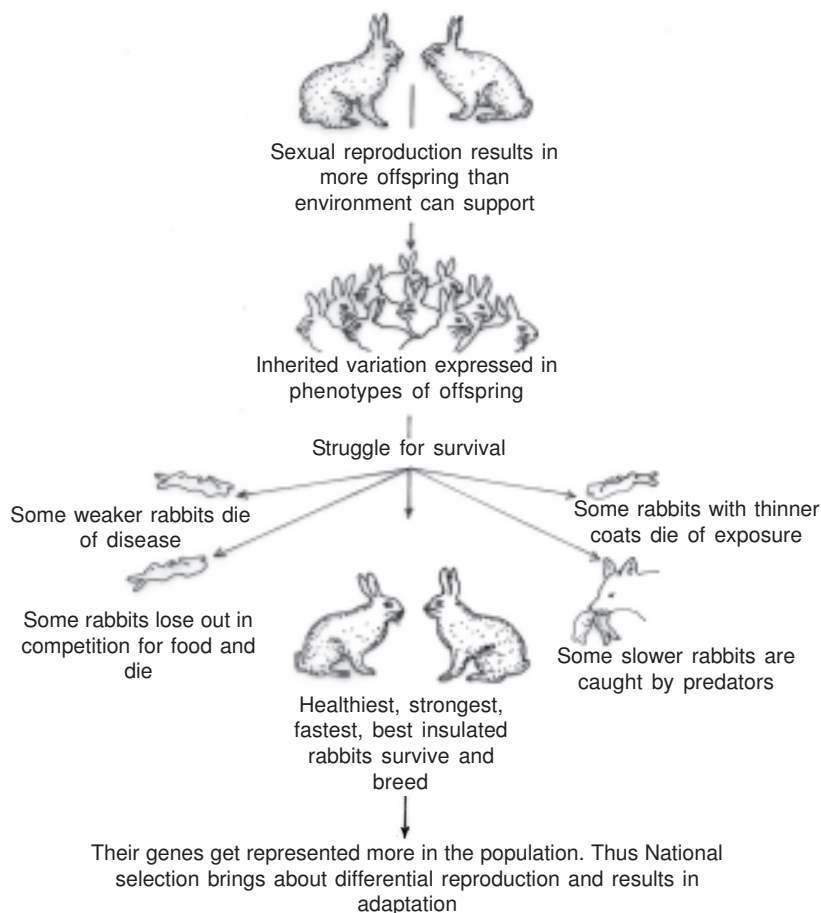 Sexual reproduction results in
more offspring than
environment can support
Inherited variation expressed in
phenotypes of offspring
Struggle for survival
Some weaker rabbits die
of disease
Some rabbits with thinner
coats die of exposure
Some rabbits lose out in
competition for food and
die
Some slower rabbits are
caught by predators
Healthiest, strongest,
fastest, best insulated
rabbits survive and
breed
Their genes get represented more in the population. Thus National
selection brings about differential reproduction and results in
adaptation